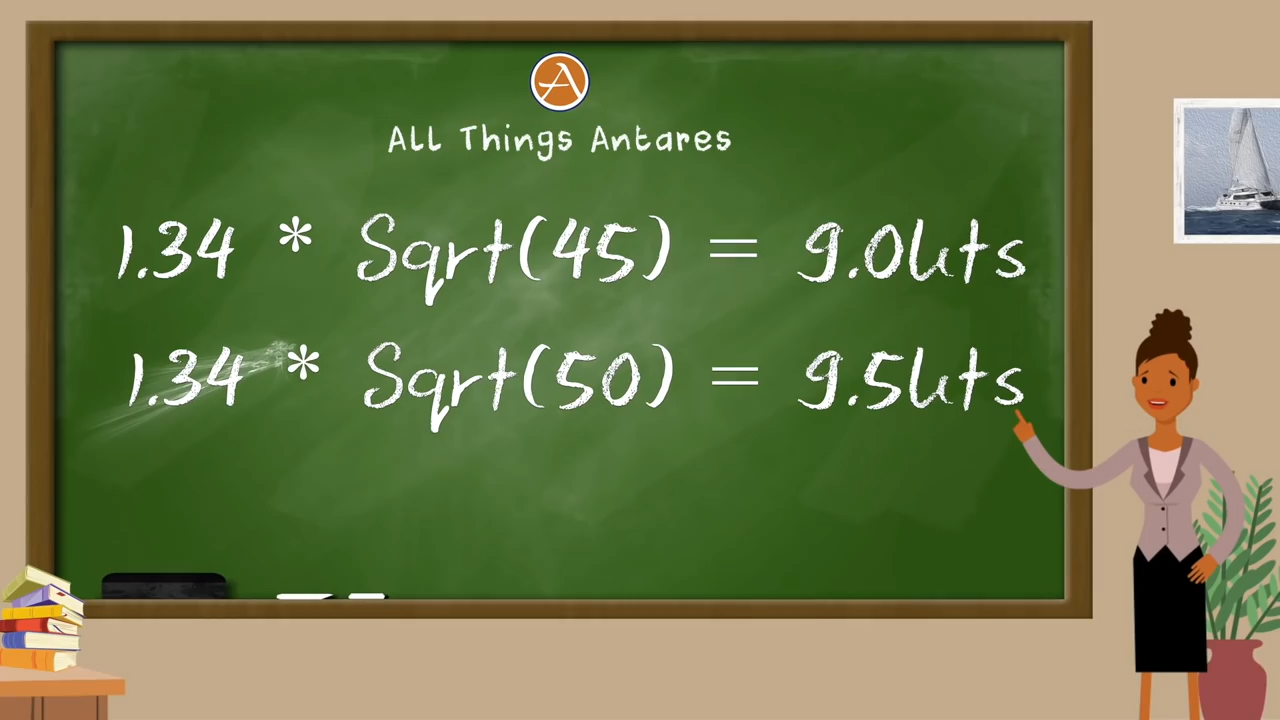 A
All Things Antares
1.34 * Sqrt(45) = 9.0kts
1.34 * Sqrt(50) = 9.5kts